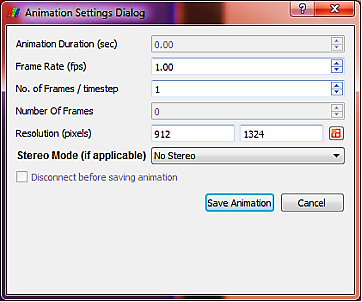 Animation Settings Dialog
Animation Duration (sec) 0.00
Frame Rate (fps) 1.00
No. of Frames / timestep 1
Number Of Frames 0
Resolution (pixels) 912 1324
Stereo Mode (if applicable) No Stereo
Disconnect before saving animation
Save Animation Cancel